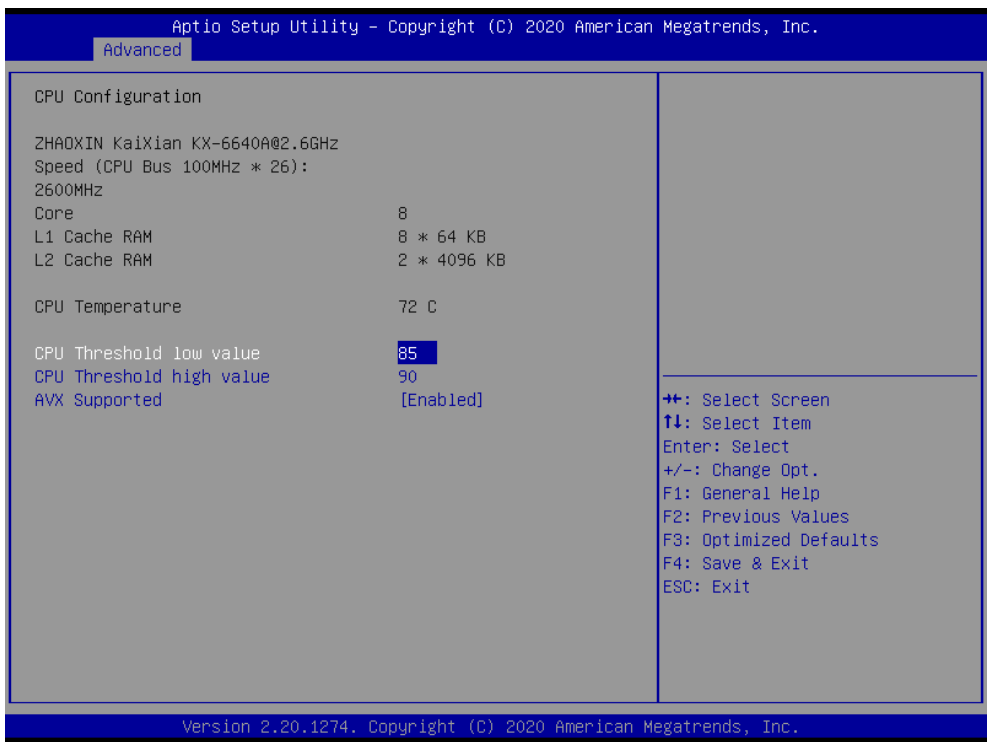 Aptio Setup Utility – Copyright (C) 2020 American Megatrends, Inc.
Advanced
CPU Configuration
ZHAOXIN KaiXian KX-6640A@2.6GHz
Speed (CPU Bus 100MHz * 26):
2600MHz
Core 8
L1 Cache RAM 8 * 64 KB
L2 Cache RAM 2 * 4096 KB
CPU Temperature 72 C
CPU Threshold low value 85
CPU Threshold high value 90
AVX Supported [Enabled]
→←: Select Screen
↑↓: Select Item
Enter: Select
+/-: Change Opt.
F1: General Help
F2: Previous Values
F3: Optimized Defaults
F4: Save & Exit
ESC: Exit
Version 2.20.1274. Copyright (C) 2020 American Megatrends, Inc.